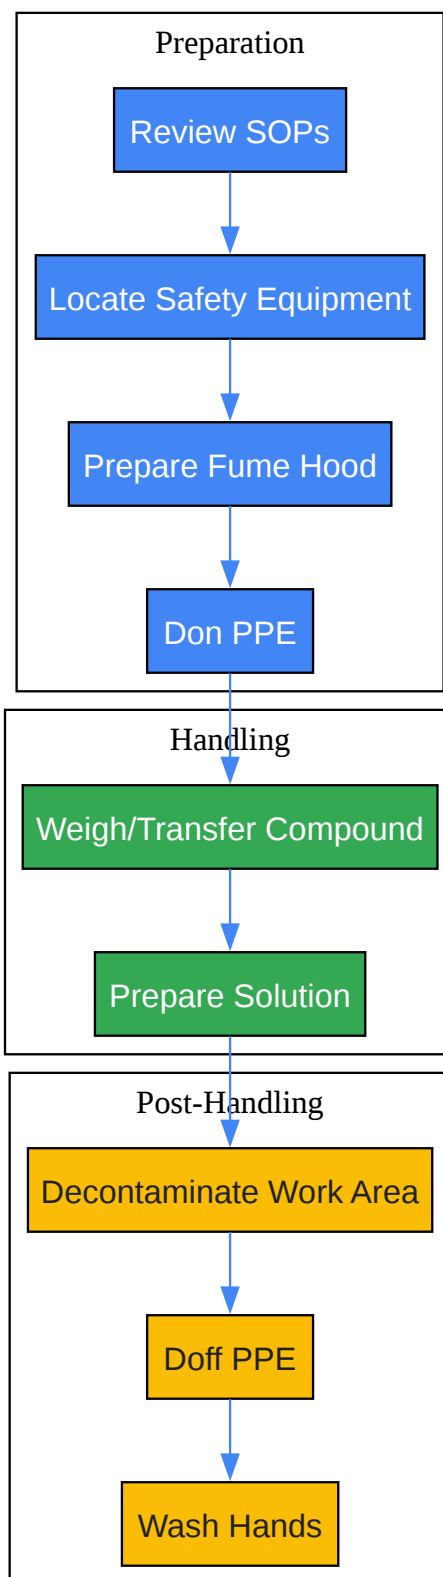 Preparation
Review SOPs
Locate Safety Equipment
Prepare Fume Hood
Don PPE
Handling
Weigh/Transfer Compound
Prepare Solution
Post-Handling
Decontaminate Work Area
Doff PPE
Wash Hands